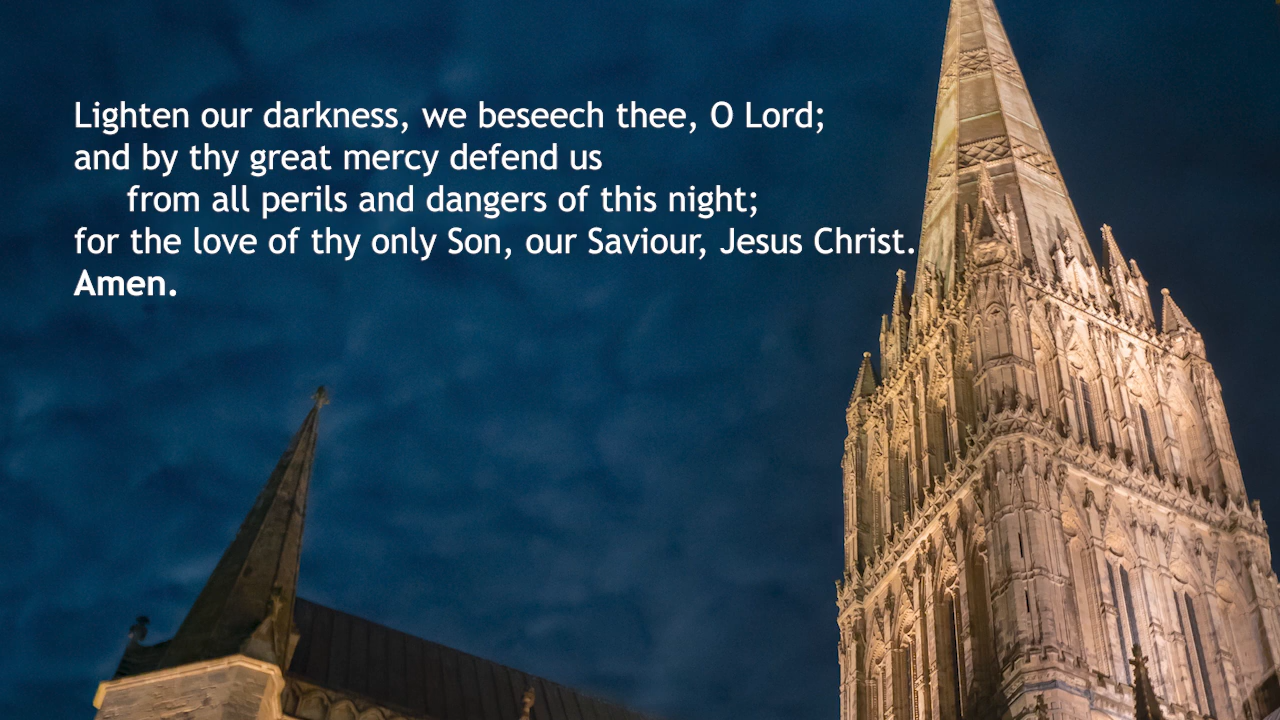 Lighten our darkness, we beseech thee, O Lord;
and by thy great mercy defend us
from all perils and dangers of this night;
for the love of thy only Son, our Saviour, Jesus Christ.
Amen.